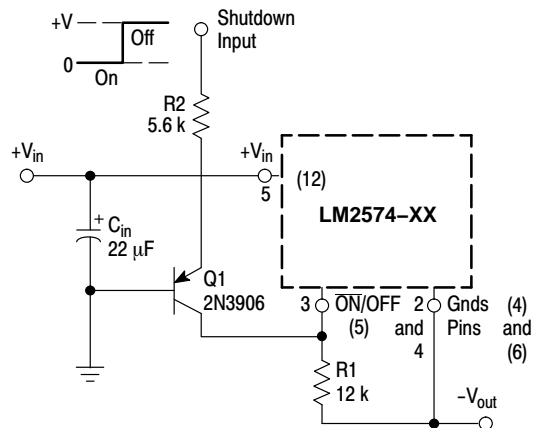 +V
Off
0
On
Shutdown
Input
R2
5.6 k
+Vin
+Vin
5
(12)
LM2574–XX
+
Cin
22 µF
Q1
2N3906
3
ON/OFF
(5)
2
and
4
Gnds
Pins
(4)
and
(6)
R1
12 k
–Vout